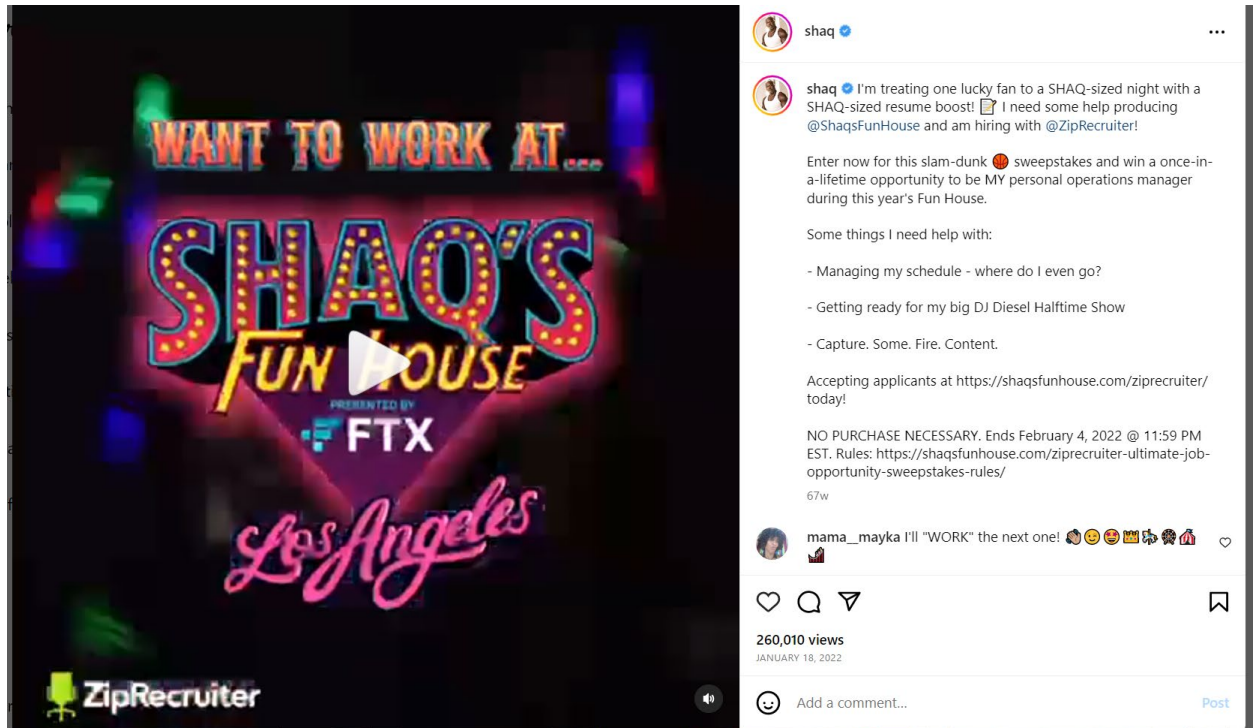 WANT TO WORK AT...
SHAQ'S
FUN HOUSE
PRESENTED BY
FTX
Los Angeles
ZipRecruiter
shaq
shaq I'm treating one lucky fan to a SHAQ-sized night with a
SHAQ-sized resume boost! 📝 I need some help producing
@ShaqsFunHouse and am hiring with @ZipRecruiter!
Enter now for this slam-dunk 🏀 sweepstakes and win a once-in-
a-lifetime opportunity to be MY personal operations manager
during this year's Fun House.
Some things I need help with:
- Managing my schedule - where do I even go?
- Getting ready for my big DJ Diesel Halftime Show
- Capture. Some. Fire. Content.
Accepting applicants at https://shaqsfunhouse.com/ziprecruiter/
today!
NO PURCHASE NECESSARY. Ends February 4, 2022 @ 11:59 PM
EST. Rules: https://shaqsfunhouse.com/ziprecruiter-ultimate-job-
opportunity-sweepstakes-rules/
67w
mama__mayka I'll "WORK" the next one!
260,010 views
JANUARY 18, 2022
Add a comment...
Post